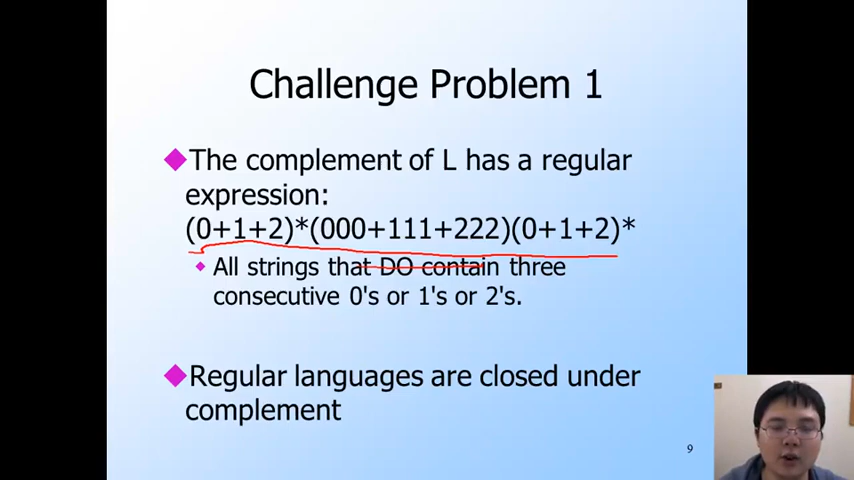 Challenge Problem 1
The complement of L has a regular
expression:
(0+1+2)*(000+111+222)(0+1+2)*
All strings that DO contain three
consecutive 0's or 1's or 2's.
Regular languages are closed under
complement
9